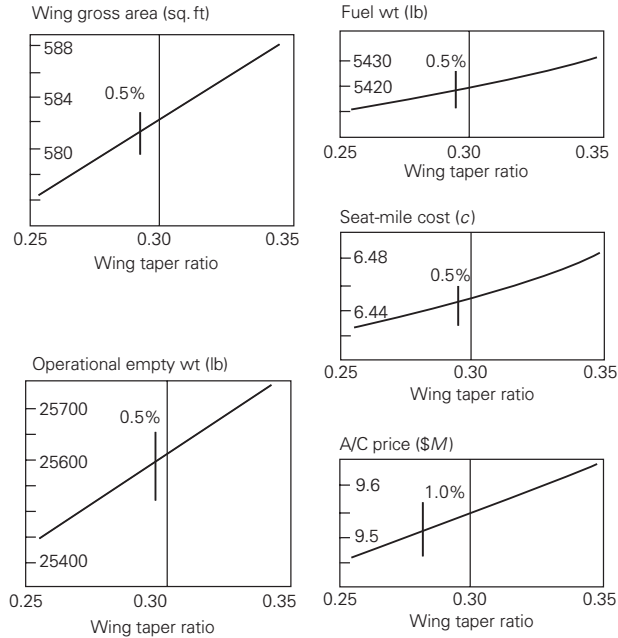 Wing gross area (sq. ft)
588
584
0.5%
580
0.25 0.30 0.35
Wing taper ratio
Operational empty wt (lb)
25700
0.5%
25600
25400
0.25 0.30 0.35
Wing taper ratio
Fuel wt (lb)
5430
0.5%
5420
0.25 0.30 0.35
Wing taper ratio
Seat-mile cost (c)
6.48
0.5%
6.44
0.25 0.30 0.35
Wing taper ratio
A/C price ($M)
9.6
1.0%
9.5
0.25 0.30 0.35
Wing taper ratio